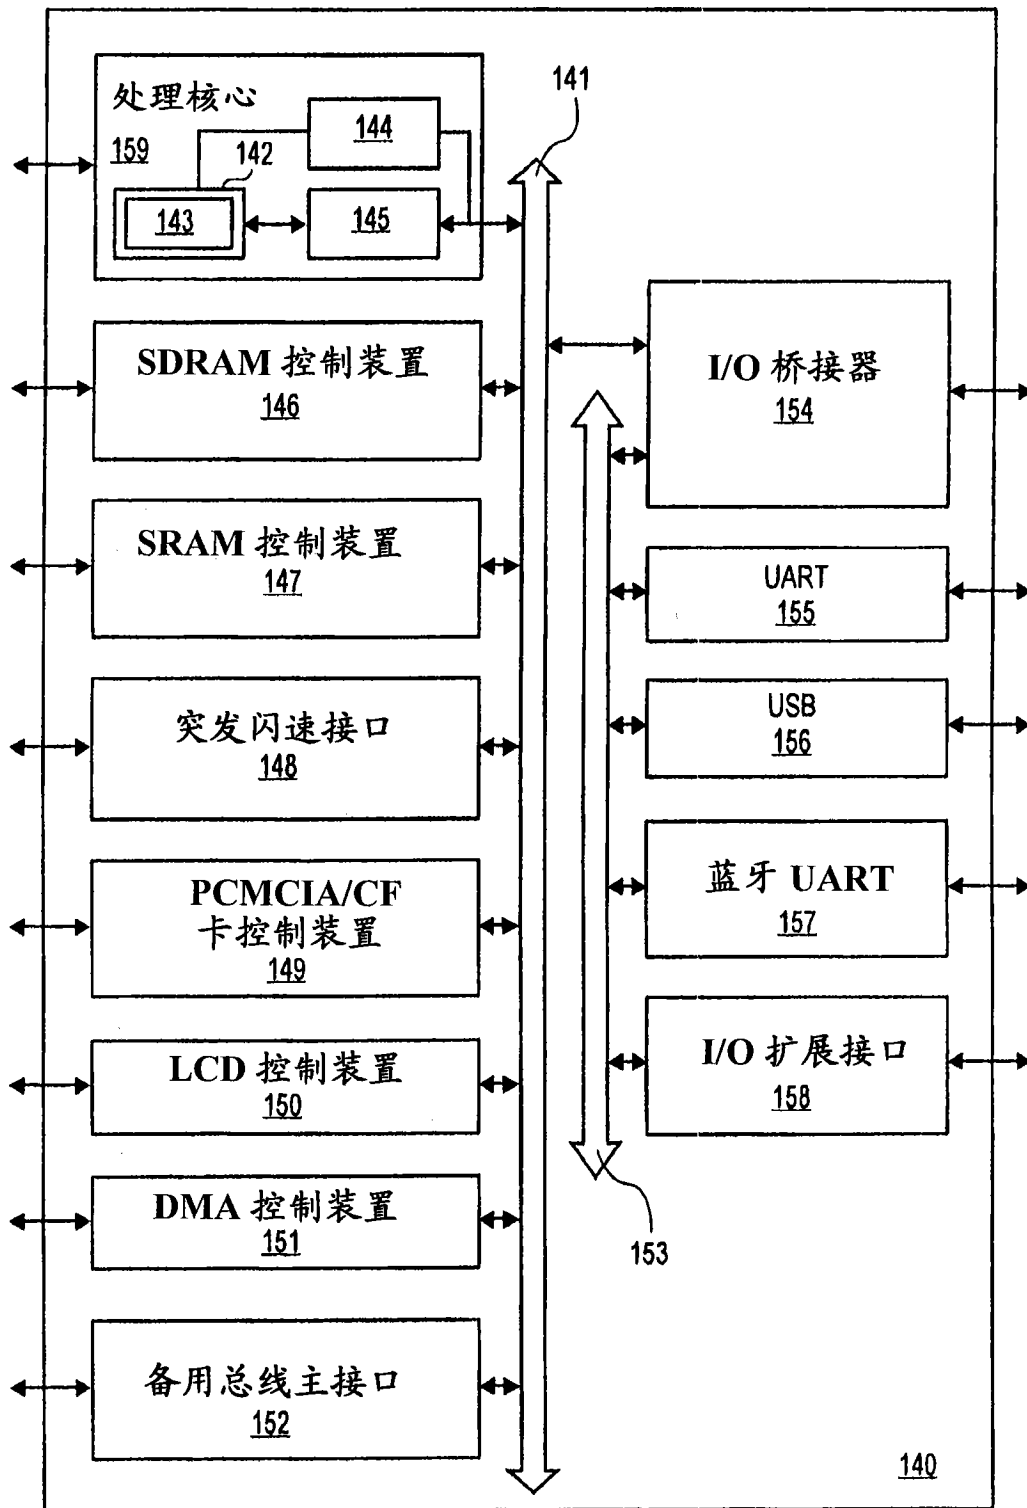 141
处理核心
159
144
142
143
145
SDRAM 控制装置
146
SRAM 控制装置
147
突发闪速接口
148
PCMCIA/CF
卡控制装置
149
LCD 控制装置
150
DMA 控制装置
151
备用总线主接口
152
I/O 桥接器
154
UART
155
USB
156
蓝牙 UART
157
I/O 扩展接口
158
153
140